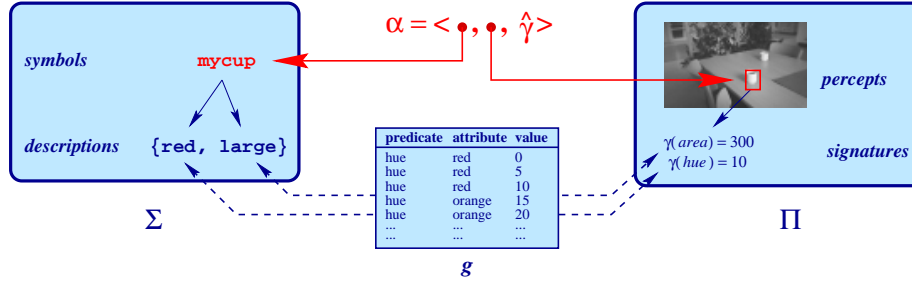 α = < •, •, γ̂ >
symbols
mycup
descriptions
{red, large}
Σ
predicate attribute value
hue red 0
hue red 5
hue red 10
hue orange 15
hue orange 20
... ... ...
... ... ...
g
percepts
γ(area) = 300
γ(hue) = 10
signatures
Π